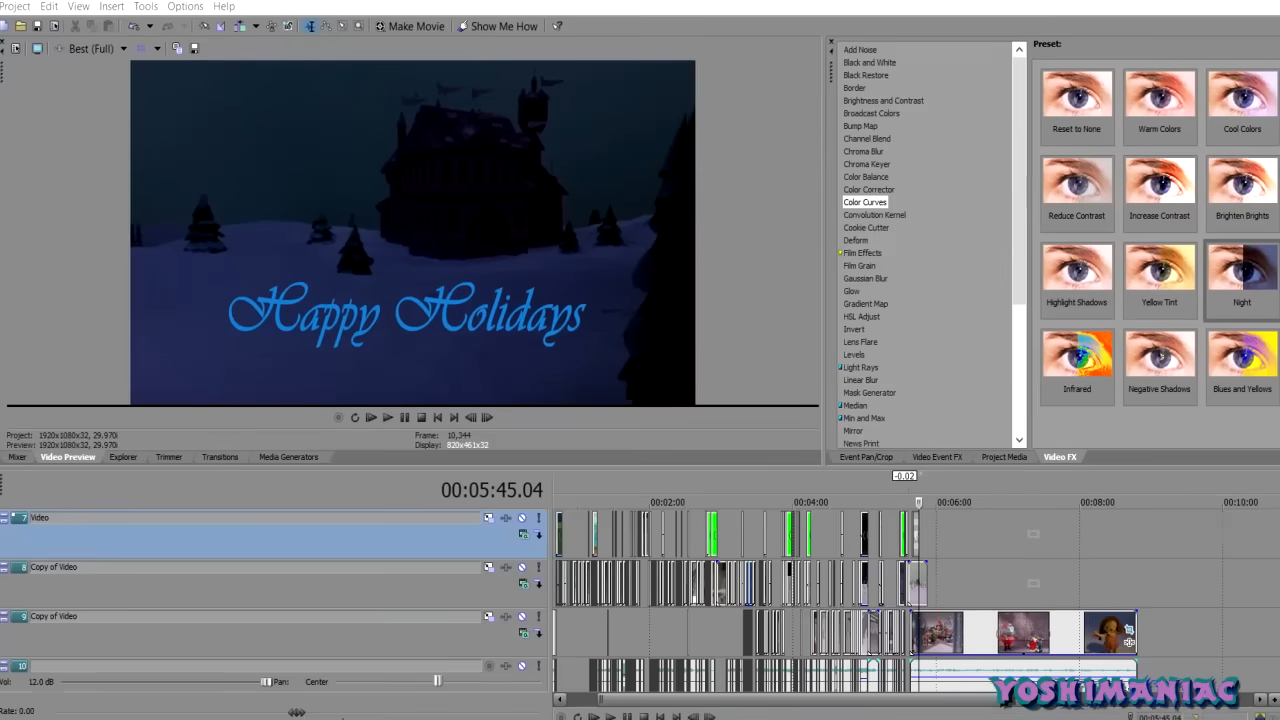 Project Edit View Insert Tools Options Help
Make Movie Show Me How
Best (Full)
Happy Holidays
Project: 1920x1080x32, 29.970i
Preview: 1920x1080x32, 29.970i
Frame: 10,344
Display: 820x461x32
Mixer Video Preview Explorer Trimmer Transitions Media Generators
Add Noise
Black and White
Black Restore
Border
Brightness and Contrast
Broadcast Colors
Bump Map
Channel Blend
Chroma Blur
Chroma Keyer
Color Balance
Color Corrector
Color Curves
Convolution Kernel
Cookie Cutter
Deform
Film Effects
Film Grain
Gaussian Blur
Glow
Gradient Map
HSL Adjust
Invert
Lens Flare
Levels
Light Rays
Linear Blur
Mask Generator
Median
Min and Max
Mirror
News Print
Preset:
Reset to None Warm Colors Cool Colors
Reduce Contrast Increase Contrast Brighten Brights
Highlight Shadows Yellow Tint Night
Infrared Negative Shadows Blues and Yellows
Event Pan/Crop Video Event FX Project Media Video FX
00:05:45.04
-0.02
00:02:00 00:04:00 00:06:00 00:08:00 00:10:00
7 Video
8 Copy of Video
9 Copy of Video
10
Vol: 12.0 dB Pan: Center
Rate: 0.00
YOSHIMANIAC
00:05:45.04